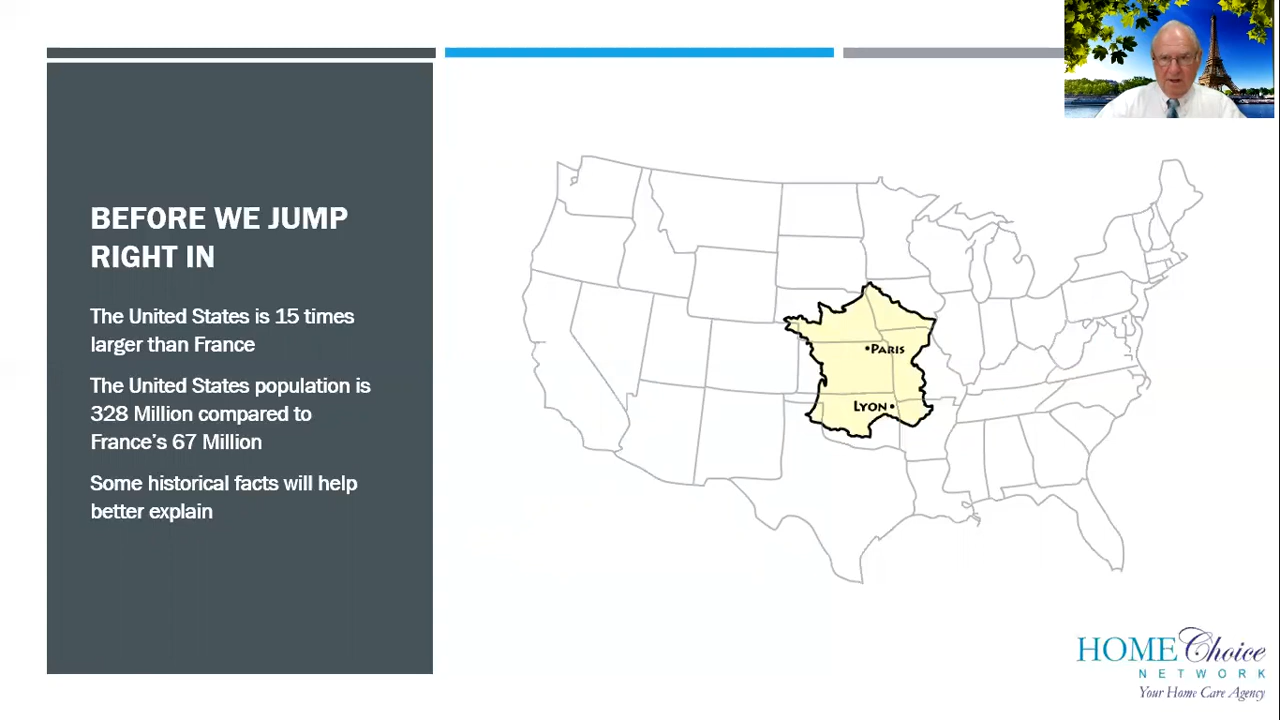 BEFORE WE JUMP
RIGHT IN
The United States is 15 times
larger than France
The United States population is
328 Million compared to
France's 67 Million
Some historical facts will help
better explain
•PARIS
LYON•
HOME Choice
NETWORK
Your Home Care Agency